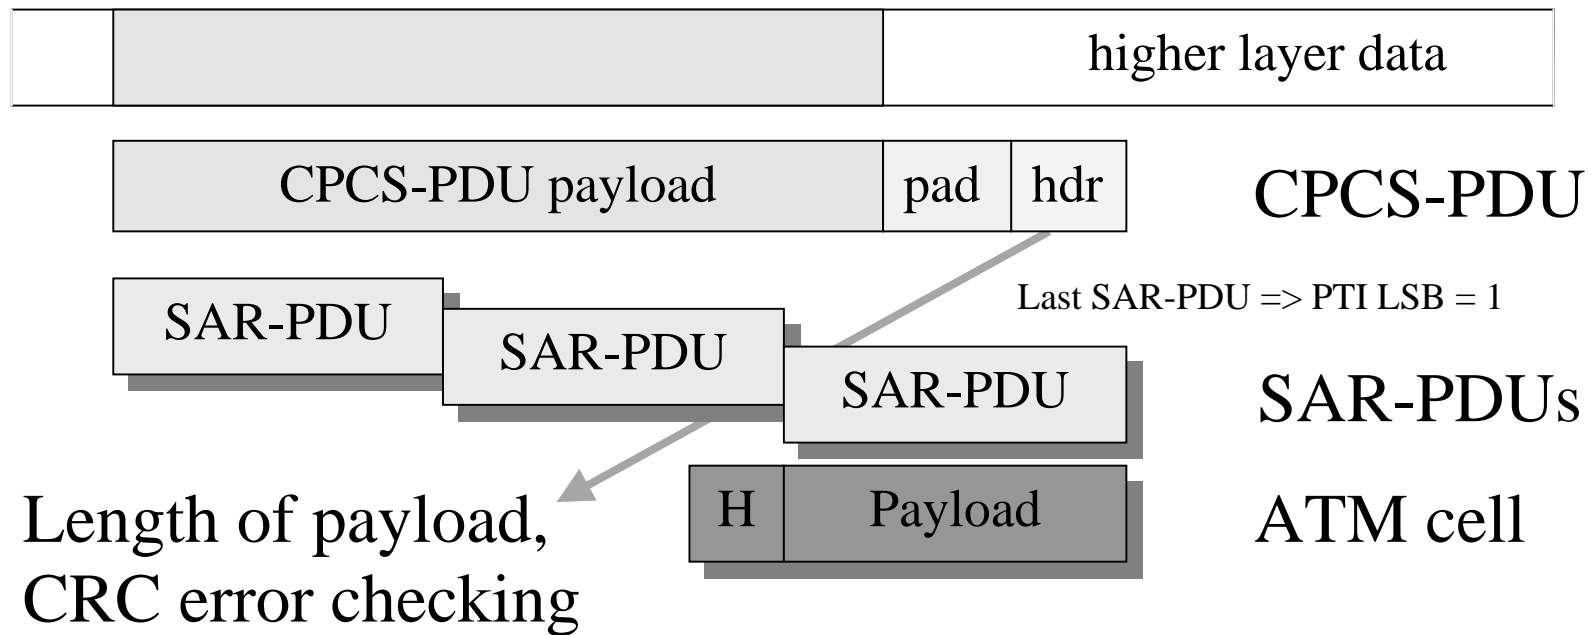 higher layer data
CPCS-PDU payload pad hdr CPCS-PDU
Last SAR-PDU => PTI LSB = 1
SAR-PDU
SAR-PDU
SAR-PDU
SAR-PDUs
H Payload ATM cell
Length of payload,
CRC error checking